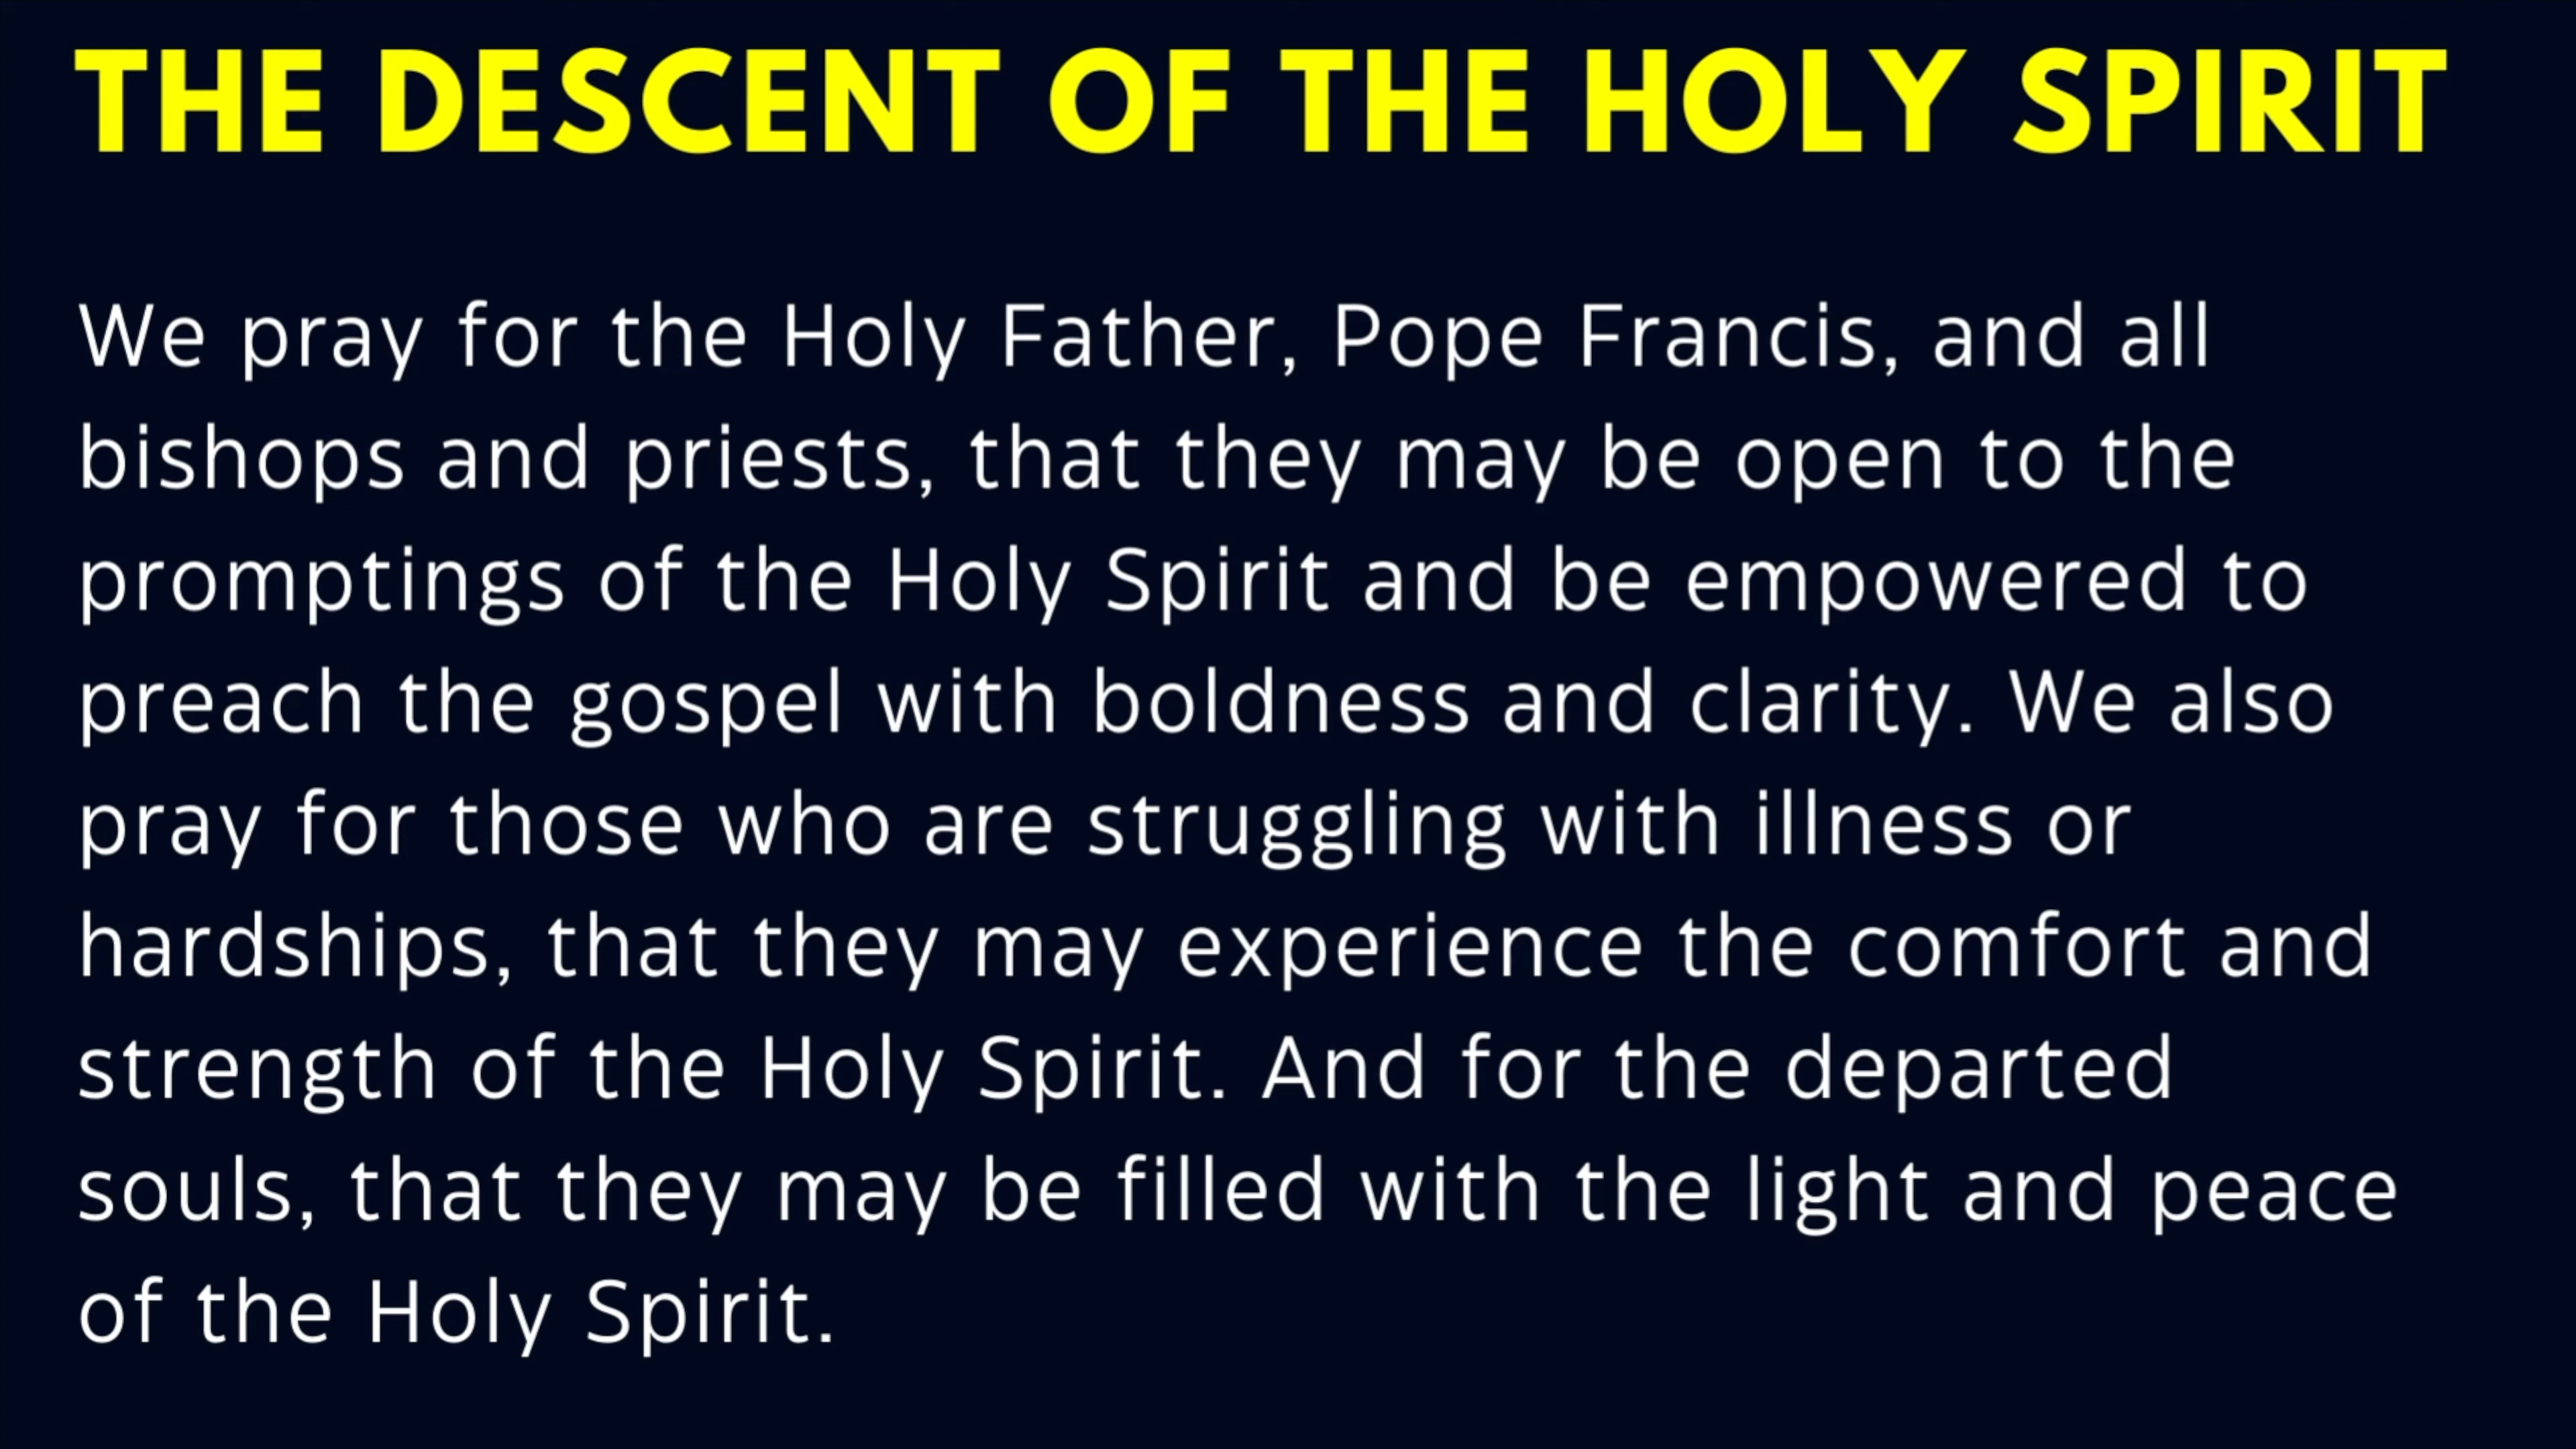 THE DESCENT OF THE HOLY SPIRIT
We pray for the Holy Father, Pope Francis, and all
bishops and priests, that they may be open to the
promptings of the Holy Spirit and be empowered to
preach the gospel with boldness and clarity. We also
pray for those who are struggling with illness or
hardships, that they may experience the comfort and
strength of the Holy Spirit. And for the departed
souls, that they may be filled with the light and peace
of the Holy Spirit.